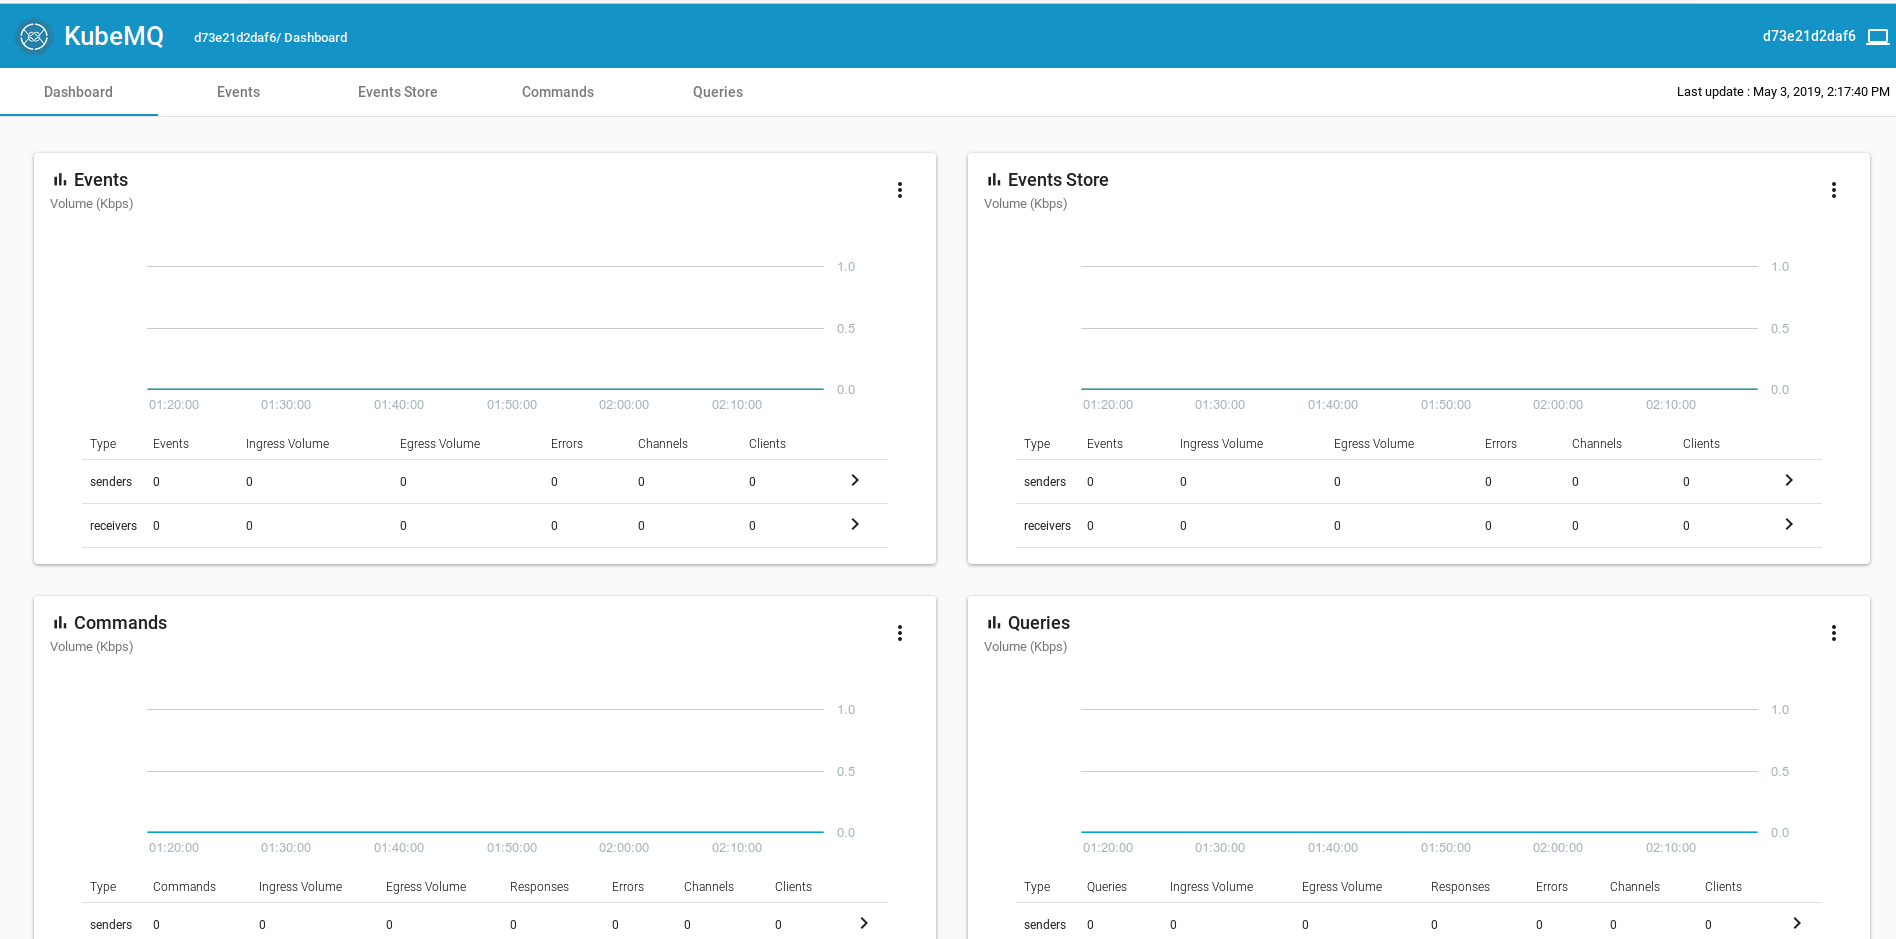 KubeMQ d73e21d2daf6/ Dashboard d73e21d2daf6
Dashboard Events Events Store Commands Queries Last update : May 3, 2019, 2:17:40 PM
Events
Volume (Kbps)
1.0
0.5
0.0
01:20:00 01:30:00 01:40:00 01:50:00 02:00:00 02:10:00
Type Events Ingress Volume Egress Volume Errors Channels Clients
senders 0 0 0 0 0 0
receivers 0 0 0 0 0 0
Events Store
Volume (Kbps)
1.0
0.5
0.0
01:20:00 01:30:00 01:40:00 01:50:00 02:00:00 02:10:00
Type Events Ingress Volume Egress Volume Errors Channels Clients
senders 0 0 0 0 0 0
receivers 0 0 0 0 0 0
Commands
Volume (Kbps)
1.0
0.5
0.0
01:20:00 01:30:00 01:40:00 01:50:00 02:00:00 02:10:00
Type Commands Ingress Volume Egress Volume Responses Errors Channels Clients
senders 0 0 0 0 0 0 0
Queries
Volume (Kbps)
1.0
0.5
0.0
01:20:00 01:30:00 01:40:00 01:50:00 02:00:00 02:10:00
Type Queries Ingress Volume Egress Volume Responses Errors Channels Clients
senders 0 0 0 0 0 0 0